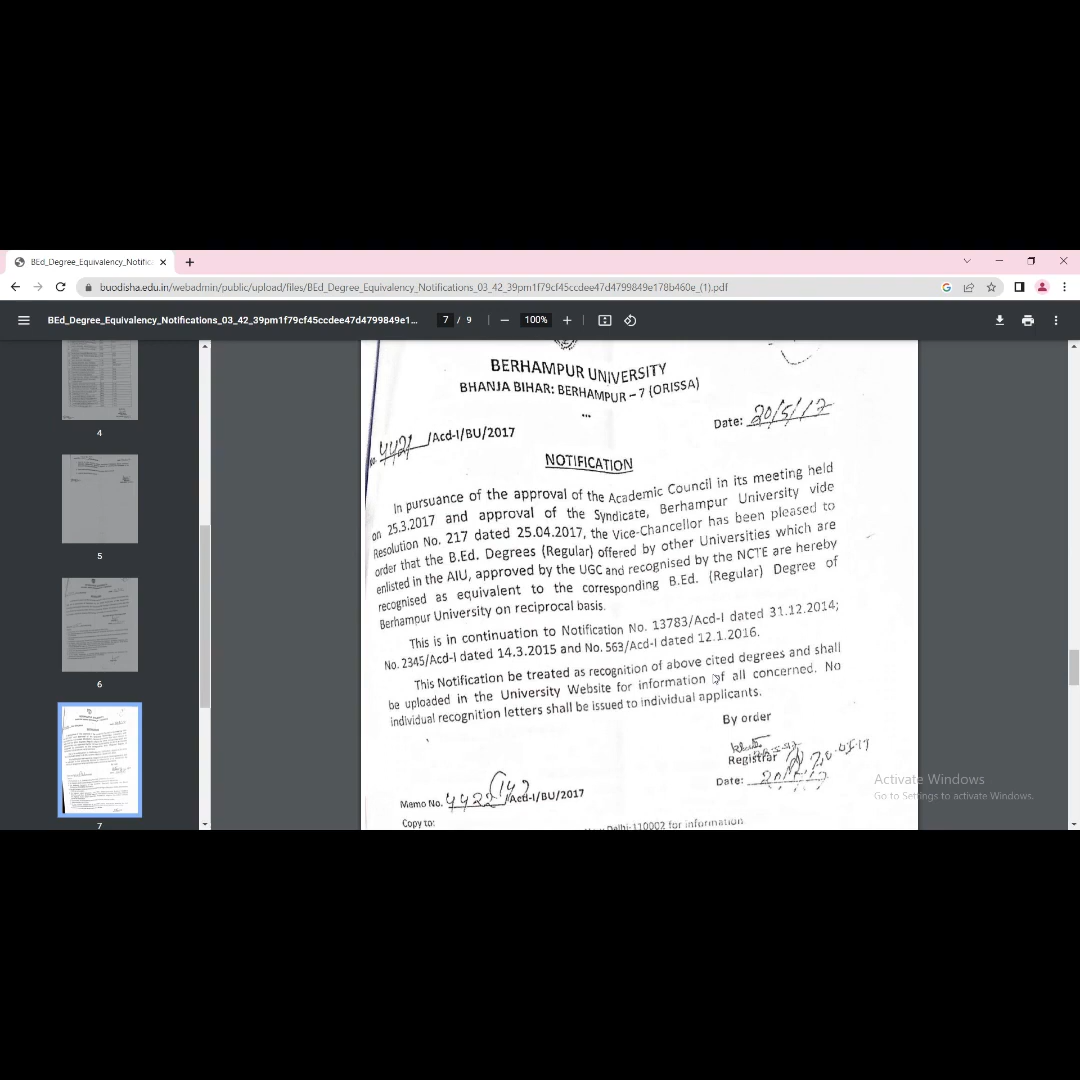 BEd_Degree_Equivalency_Notific
buodisha.edu.in/webadmin/public/upload/files/BEd_Degree_Equivalency_Notifications_03_42_39pm1f79cf45ccdee47d4799849e178b460e_(1).pdf
BEd_Degree_Equivalency_Notifications_03_42_39pm1f79cf45ccdee47d4799849e1...
7 / 9
100%
4
5
6
7
BERHAMPUR UNIVERSITY
BHANJA BIHAR: BERHAMPUR – 7 (ORISSA)
...
Date: 20/5/17
No. 4421 /Acd-I/BU/2017
NOTIFICATION
In pursuance of the approval of the Academic Council in its meeting held
on 25.3.2017 and approval of the Syndicate, Berhampur University vide
Resolution No. 217 dated 25.04.2017, the Vice-Chancellor has been pleased to
order that the B.Ed. Degrees (Regular) offered by other Universities which are
enlisted in the AIU, approved by the UGC and recognised by the NCTE are hereby
recognised as equivalent to the corresponding B.Ed. (Regular) Degree of
Berhampur University on reciprocal basis.
This is in continuation to Notification No. 13783/Acd-I dated 31.12.2014;
No. 2345/Acd-I dated 14.3.2015 and No. 563/Acd-I dated 12.1.2016.
This Notification be treated as recognition of above cited degrees and shall
be uploaded in the University Website for information of all concerned. No
individual recognition letters shall be issued to individual applicants.
By order
Registrar
Date:
Memo No. 4422 (14) /Acd-I/BU/2017
Copy to:
Delhi-110002 for information
Activate Windows
Go to Settings to activate Windows.